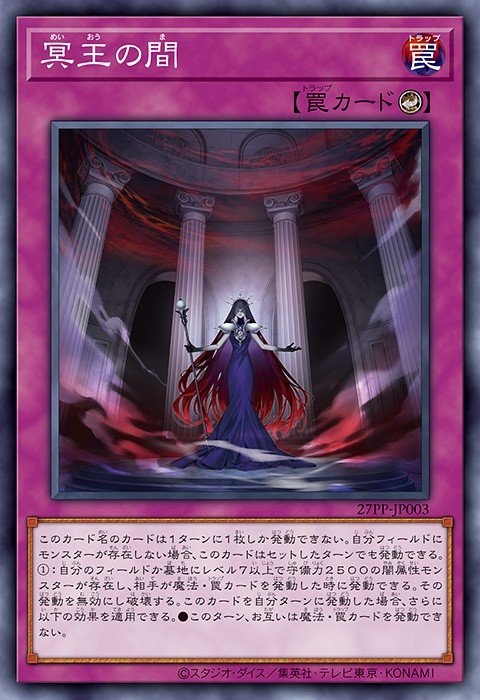 冥王の間
罠
【罠カード】
27PP-JP003
このカード名のカードは1ターンに1枚しか発動できない。自分フィールドに
モンスターが存在しない場合、このカードはセットしたターンでも発動できる。
①:自分のフィールドか墓地にレベル7以上で守備力2500の闇属性モン
スターが存在し、相手が魔法・罠カードを発動した時に発動できる。その
発動を無効にし破壊する。このカードを自分ターンに発動した場合、さらに
以下の効果を適用できる。●このターン、お互いは魔法・罠カードを発動でき
ない。
©スタジオ・ダイス/集英社・テレビ東京・KONAMI